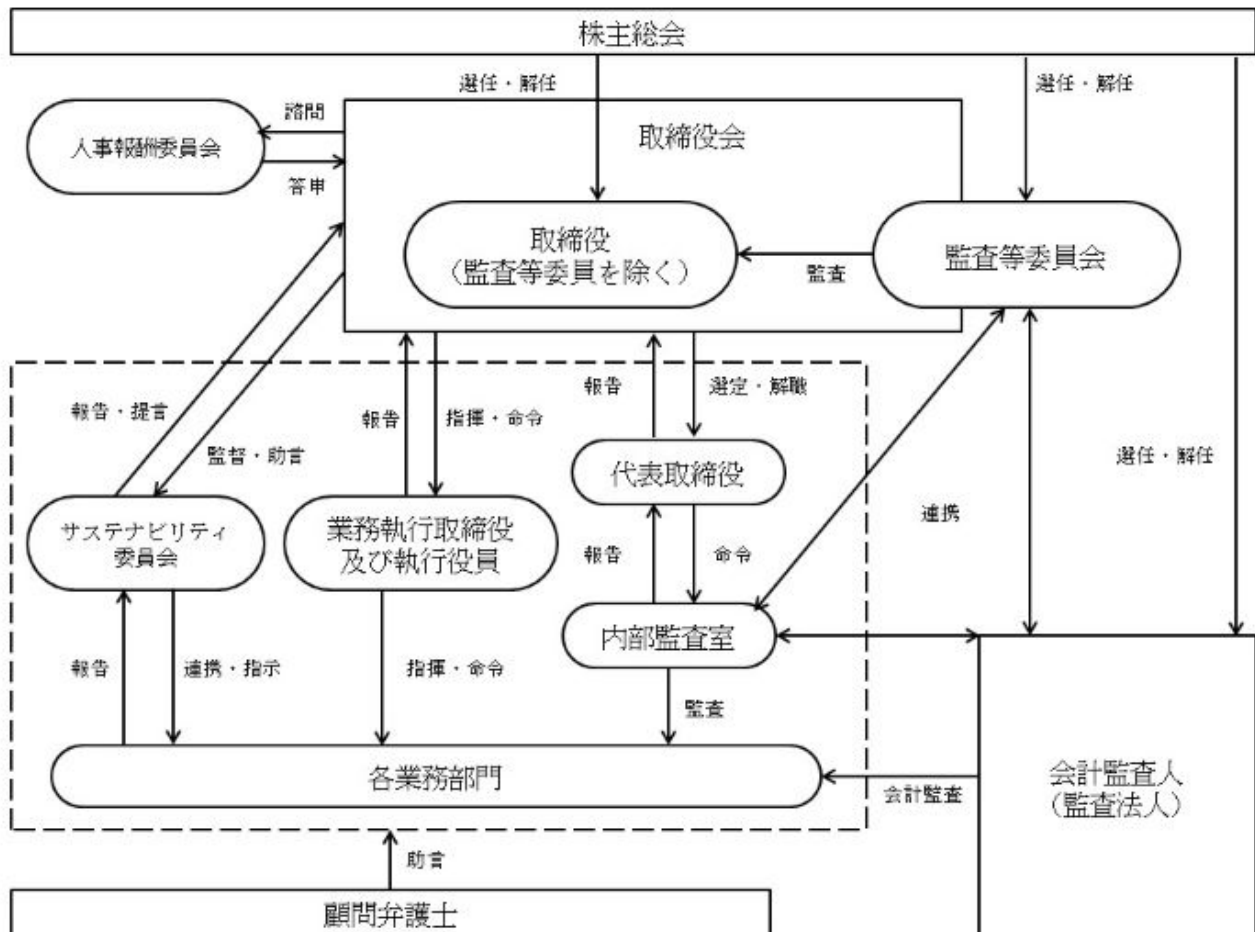 株主総会
選任・解任
選任・解任
諮問
人事報酬委員会
取締役会
答申
取締役
（監査等委員を除く）
監査
監査等委員会
報告・提言
監督・助言
報告
指揮・命令
報告
選定・解職
選任・解任
代表取締役
連携
サステナビリティ
委員会
業務執行取締役
及び執行役員
報告
命令
内部監査室
報告
連携・指示
指揮・命令
監査
各業務部門
会計監査
会計監査人
（監査法人）
助言
顧問弁護士